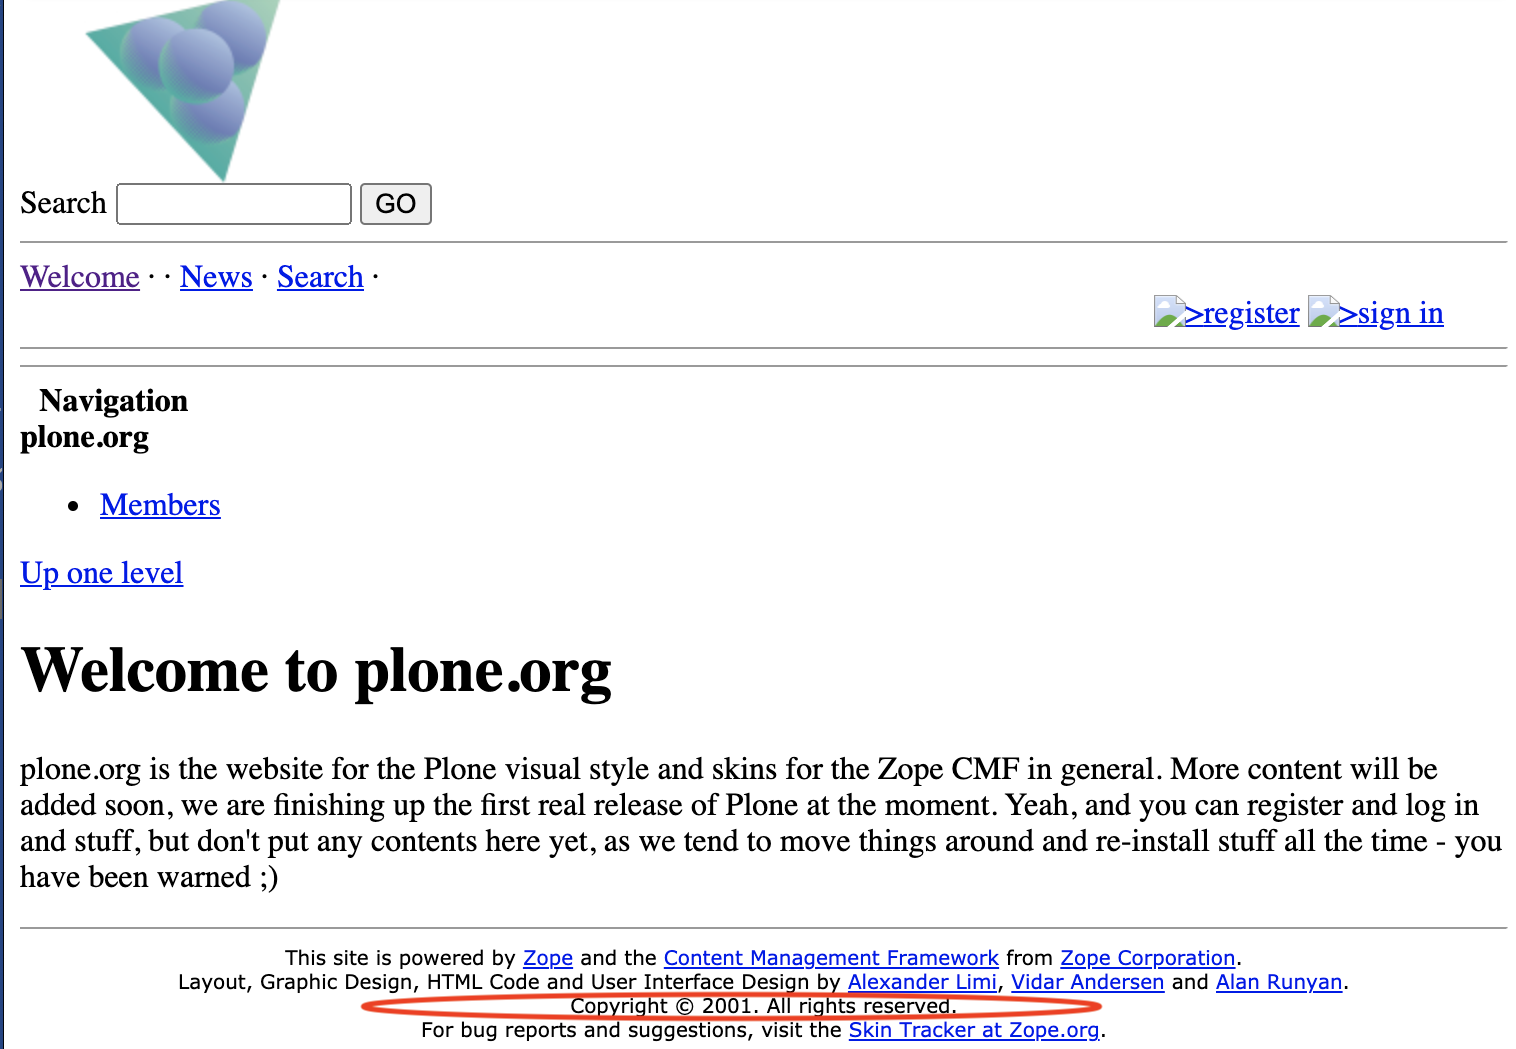 Search GO
Welcome · · News · Search ·
>register >sign in
Navigation
plone.org
• Members
Up one level
Welcome to plone.org
plone.org is the website for the Plone visual style and skins for the Zope CMF in general. More content will be
added soon, we are finishing up the first real release of Plone at the moment. Yeah, and you can register and log in
and stuff, but don't put any contents here yet, as we tend to move things around and re-install stuff all the time - you
have been warned ;)
This site is powered by Zope and the Content Management Framework from Zope Corporation.
Layout, Graphic Design, HTML Code and User Interface Design by Alexander Limi, Vidar Andersen and Alan Runyan.
Copyright © 2001. All rights reserved.
For bug reports and suggestions, visit the Skin Tracker at Zope.org.